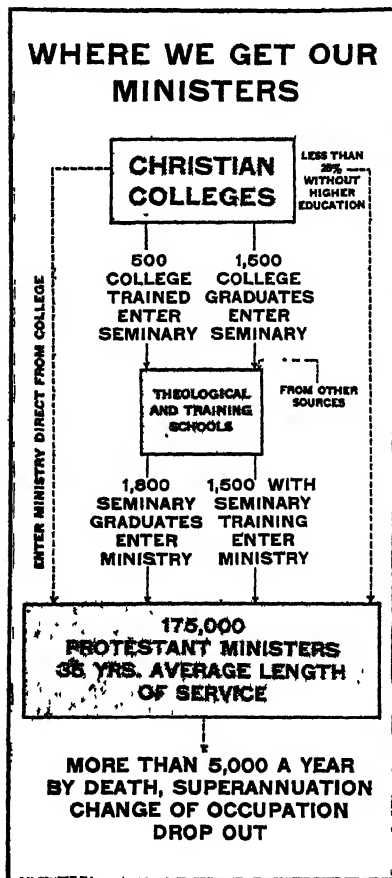 WHERE WE GET OUR
MINISTERS
CHRISTIAN
COLLEGES
LESS THAN
25%
WITHOUT
HIGHER
EDUCATION
ENTER MINISTRY DIRECT FROM COLLEGE
500
COLLEGE
TRAINED
ENTER
SEMINARY
1,500
COLLEGE
GRADUATES
ENTER
SEMINARY
THEOLOGICAL
AND TRAINING
SCHOOLS
FROM OTHER
SOURCES
1,800
SEMINARY
GRADUATES
ENTER
MINISTRY
1,500 WITH
SEMINARY
TRAINING
ENTER
MINISTRY
175,000
PROTESTANT MINISTERS
35 YRS. AVERAGE LENGTH
OF SERVICE
MORE THAN 5,000 A YEAR
BY DEATH, SUPERANNUATION
CHANGE OF OCCUPATION
DROP OUT